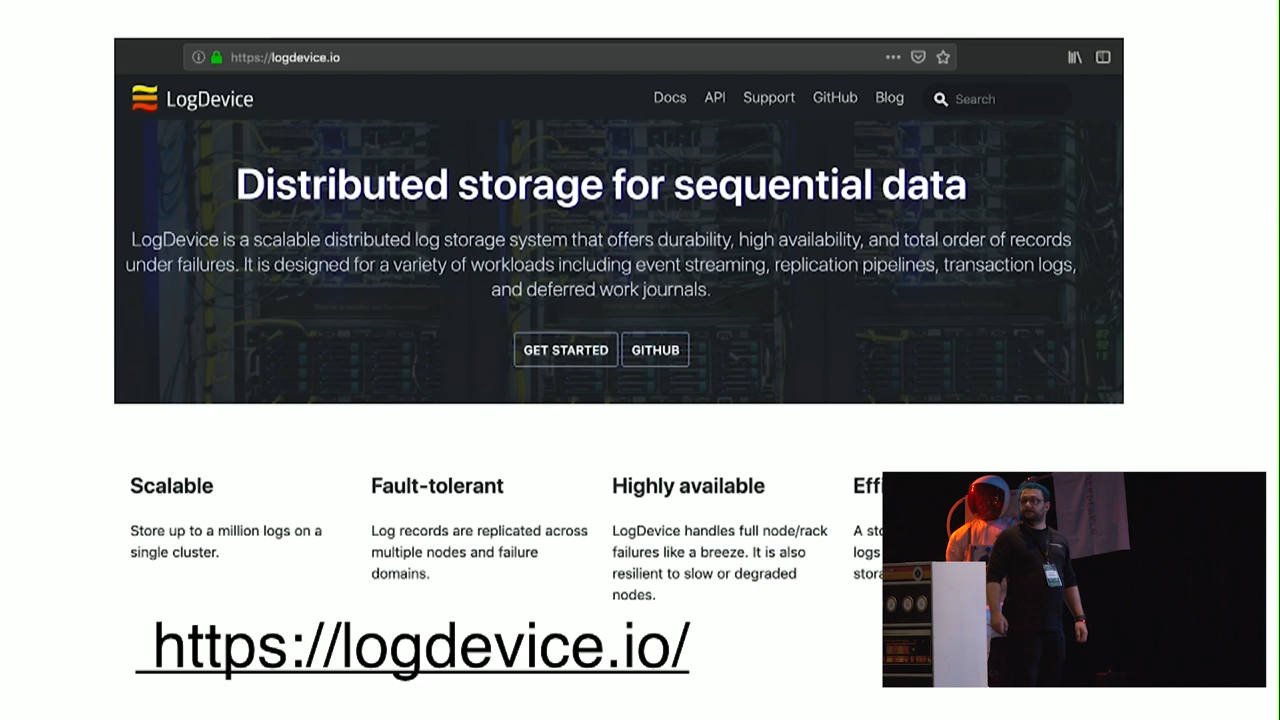 https://logdevice.io
LogDevice
Docs API Support GitHub Blog Search
Distributed storage for sequential data
LogDevice is a scalable distributed log storage system that offers durability, high availability, and total order of records
under failures. It is designed for a variety of workloads including event streaming, replication pipelines, transaction logs,
and deferred work journals.
GET STARTED GITHUB
Scalable
Store up to a million logs on a
single cluster.
Fault-tolerant
Log records are replicated across
multiple nodes and failure
domains.
Highly available
LogDevice handles full node/rack
failures like a breeze. It is also
resilient to slow or degraded
nodes.
Effi
A sto
logs
stora
https://logdevice.io/